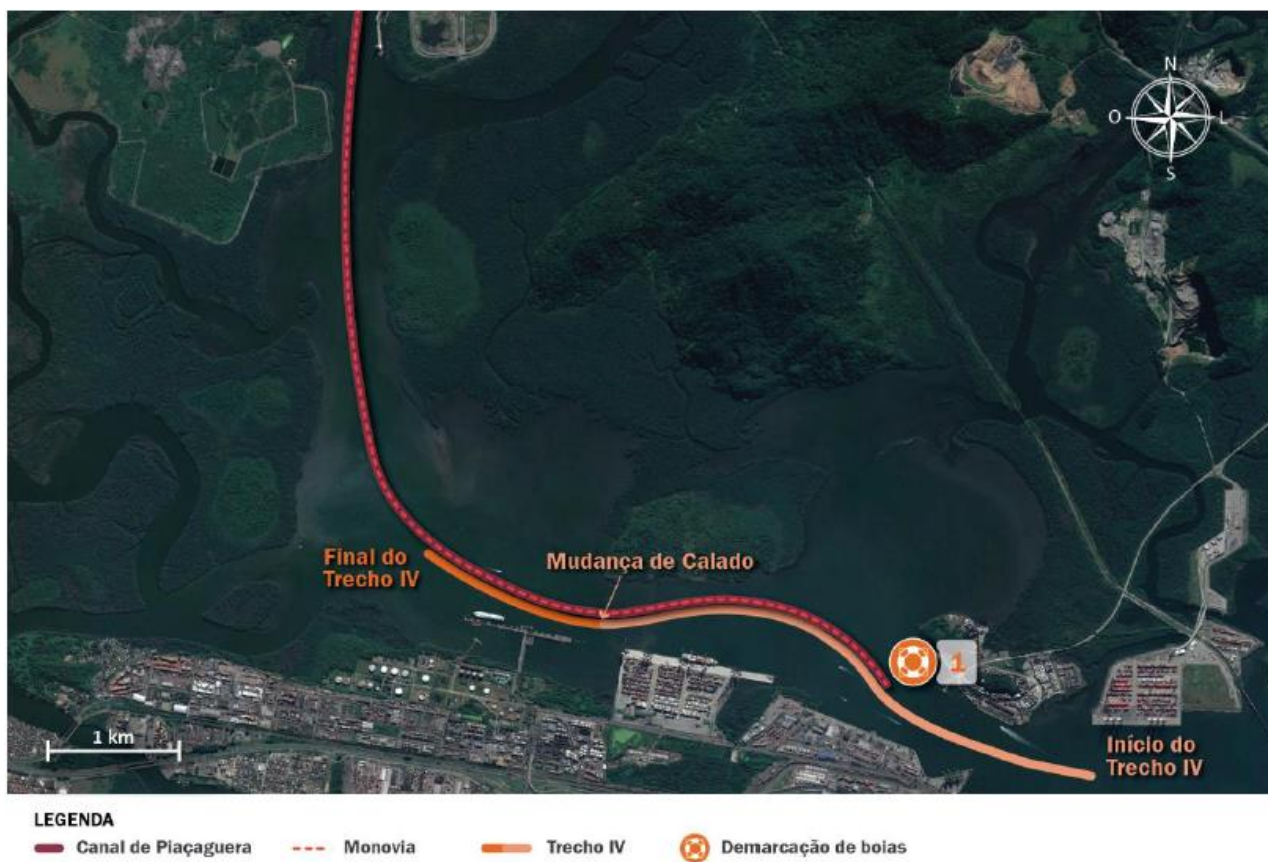 N
O
L
S
Final do
Trecho IV
Mudança de Calado
1
1 km
Início do
Trecho IV
LEGENDA
Canal de Piaçaguera
Monovia
Trecho IV
Demarcação de boias